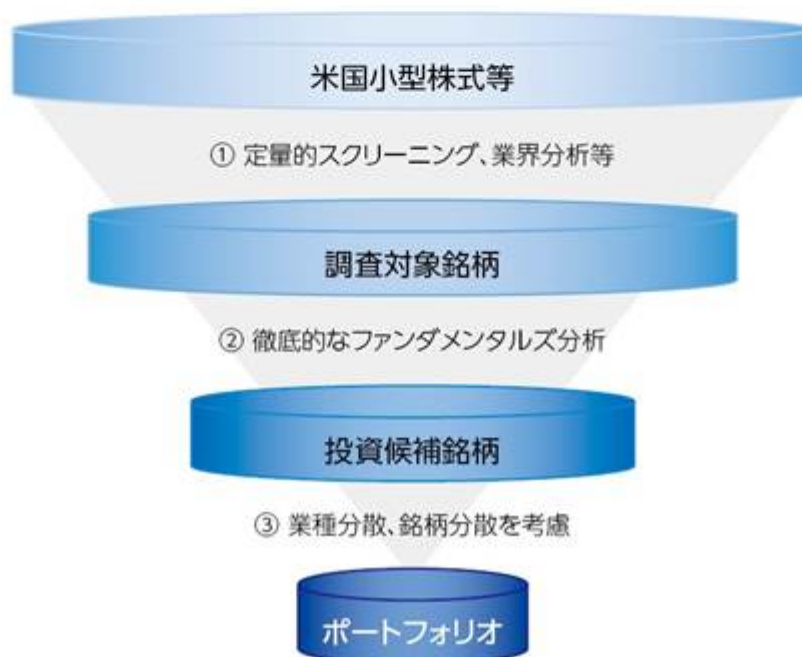 米国小型株式等
① 定量的スクリーニング、業界分析等
調査対象銘柄
② 徹底的なファンダメンタルズ分析
投資候補銘柄
③ 業種分散、銘柄分散を考慮
ポートフォリオ